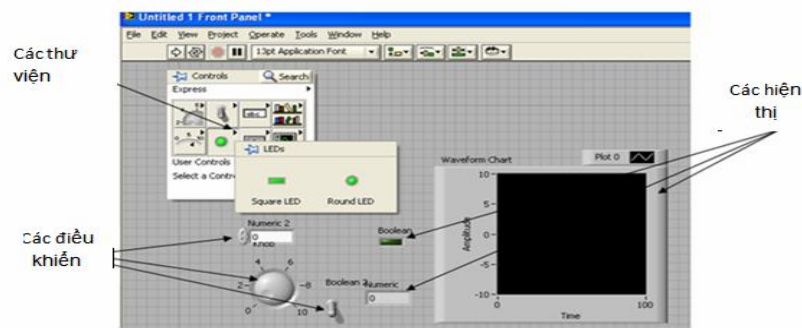 Untitled 1 Front Panel *
File Edit View Project Operate Tools Window Help
13pt Application Font
Các thư
viện
Controls
Search
Express
abc
LEDs
User Controls
Select a Contro
Square LED
Round LED
Các hiện
thị
-
Waveform Chart
Plot 0
10-
5-
0-
-5-
-10-
Amplitude
0
100
Time
Numeric 2
0
Boolean
Các điều
khiển
Knob
0
2
4
6
8
10
Boolean 2
Numeric
0